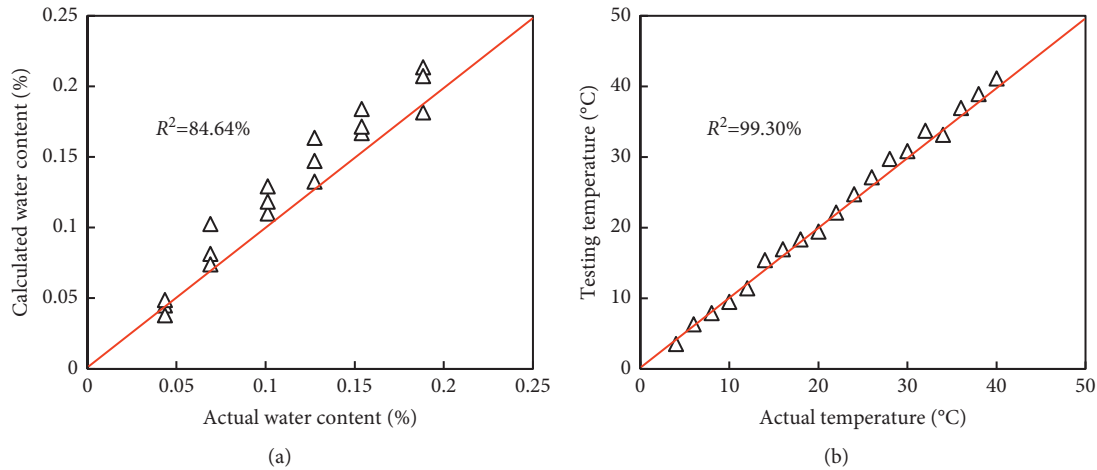 0.25
0.2
0.15
0.1
0.05
0
Calculated water content (%)
R²=84.64%
0 0.05 0.1 0.15 0.2 0.25
Actual water content (%)
(a)
50
40
30
20
10
0
Testing temperature (°C)
R²=99.30%
0 10 20 30 40 50
Actual temperature (°C)
(b)